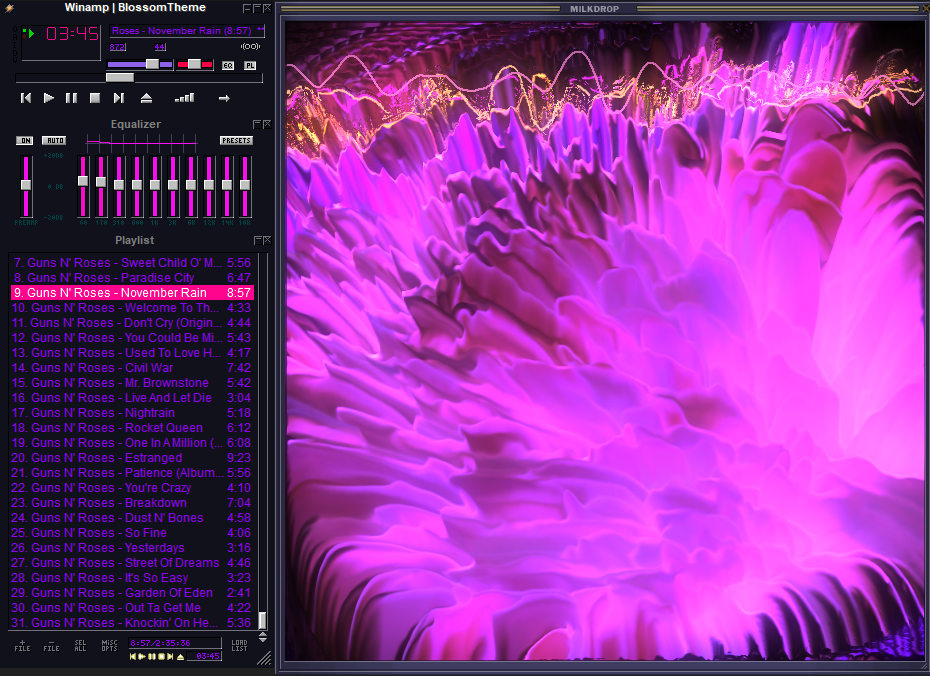 Winamp | BlossomTheme
03:45
Roses - November Rain (8:57)
872 44
EQ PL
Equalizer
ON AUTO PRESETS
+20DB
0 DB
-20DB
PREAMP 60 170 310 600 1K 3K 6K 12K 14K 16K
Playlist
7. Guns N' Roses - Sweet Child O' M... 5:56
8. Guns N' Roses - Paradise City 6:47
9. Guns N' Roses - November Rain 8:57
10. Guns N' Roses - Welcome To Th... 4:33
11. Guns N' Roses - Don't Cry (Origin... 4:44
12. Guns N' Roses - You Could Be Mi... 5:43
13. Guns N' Roses - Used To Love H... 4:17
14. Guns N' Roses - Civil War 7:42
15. Guns N' Roses - Mr. Brownstone 5:42
16. Guns N' Roses - Live And Let Die 3:04
17. Guns N' Roses - Nightrain 5:18
18. Guns N' Roses - Rocket Queen 6:12
19. Guns N' Roses - One In A Million (... 6:08
20. Guns N' Roses - Estranged 9:23
21. Guns N' Roses - Patience (Album... 5:56
22. Guns N' Roses - You're Crazy 4:10
23. Guns N' Roses - Breakdown 7:04
24. Guns N' Roses - Dust N' Bones 4:58
25. Guns N' Roses - So Fine 4:06
26. Guns N' Roses - Yesterdays 3:16
27. Guns N' Roses - Street Of Dreams 4:46
28. Guns N' Roses - It's So Easy 3:23
29. Guns N' Roses - Garden Of Eden 2:41
30. Guns N' Roses - Out Ta Get Me 4:22
31. Guns N' Roses - Knockin' On He... 5:36
+ FILE - FILE SEL ALL MISC OPTS 8:57/2:35:36 LOAD LIST
03:45
MILKDROP